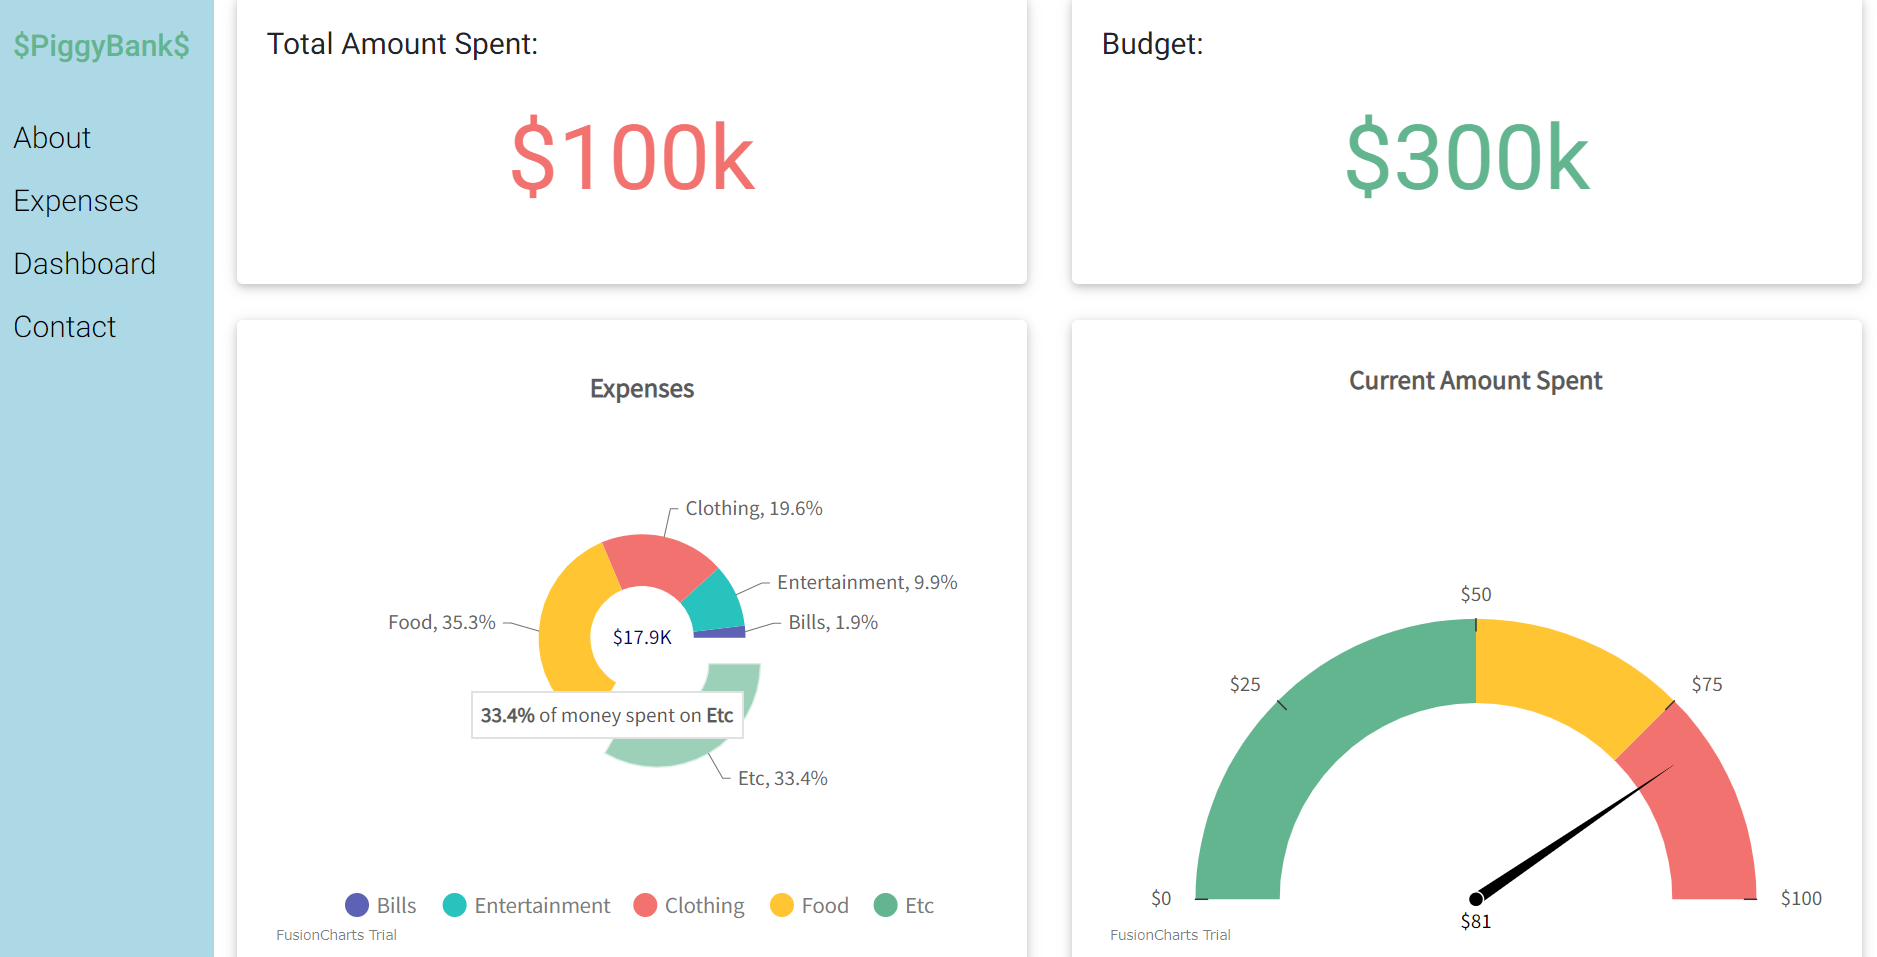 $PiggyBank$
About
Expenses
Dashboard
Contact
Total Amount Spent:
$100k
Budget:
$300k
Expenses
Clothing, 19.6%
Entertainment, 9.9%
Food, 35.3%
Bills, 1.9%
$17.9K
33.4% of money spent on Etc
Etc, 33.4%
Bills Entertainment Clothing Food Etc
FusionCharts Trial
Current Amount Spent
$50
$25
$75
$0
$100
$81
FusionCharts Trial